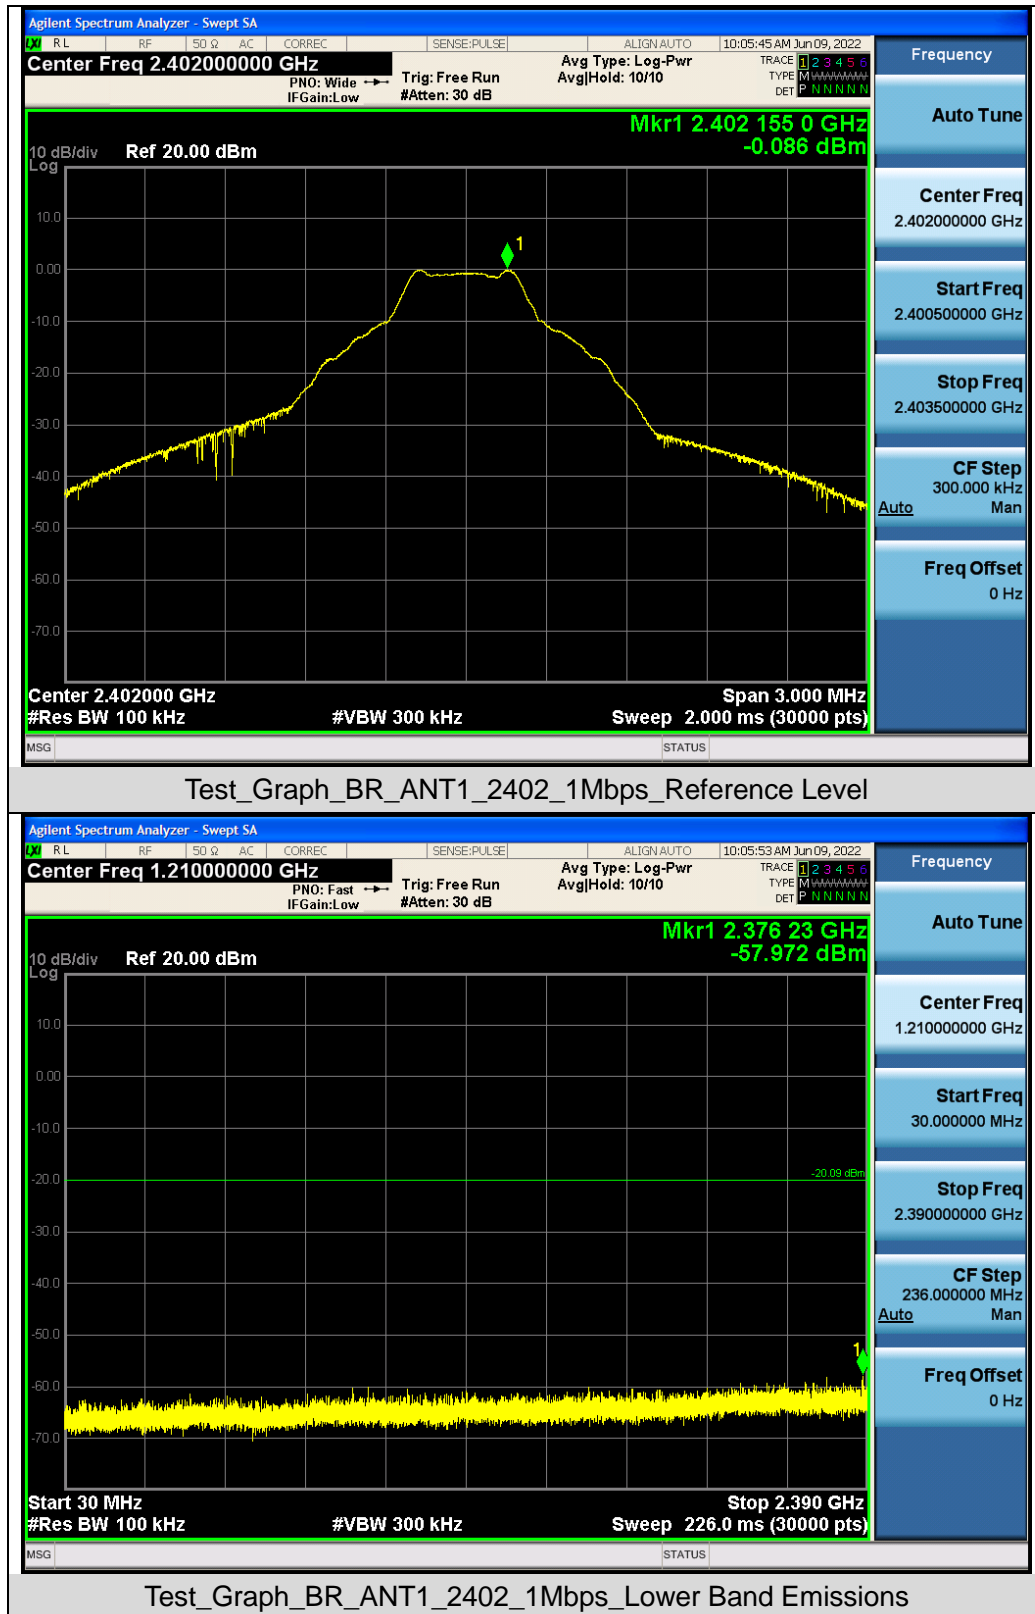 Agilent Spectrum Analyzer - Swept SA
LXI RL RF 50 Ω AC CORREC SENSE:PULSE ALIGN AUTO 10:05:45 AM Jun 09, 2022
Center Freq 2.402000000 GHz
PNO: Wide
IFGain:Low
Trig: Free Run
#Atten: 30 dB
Avg Type: Log-Pwr
Avg|Hold: 10/10
TRACE 1 2 3 4 5 6
TYPE M WWWWW
DET P N N N N N
Mkr1 2.402 155 0 GHz
-0.086 dBm
10 dB/div Ref 20.00 dBm
Log
10.0
0.00
-10.0
-20.0
-30.0
-40.0
-50.0
-60.0
-70.0
1
Center 2.402000 GHz Span 3.000 MHz
#Res BW 100 kHz #VBW 300 kHz Sweep 2.000 ms (30000 pts)
MSG STATUS
Frequency
Auto Tune
Center Freq
2.402000000 GHz
Start Freq
2.400500000 GHz
Stop Freq
2.403500000 GHz
CF Step
300.000 kHz
Auto Man
Freq Offset
0 Hz
Test_Graph_BR_ANT1_2402_1Mbps_Reference Level
Agilent Spectrum Analyzer - Swept SA
LXI RL RF 50 Ω AC CORREC SENSE:PULSE ALIGN AUTO 10:05:53 AM Jun 09, 2022
Center Freq 1.210000000 GHz
PNO: Fast
IFGain:Low
Trig: Free Run
#Atten: 30 dB
Avg Type: Log-Pwr
Avg|Hold: 10/10
TRACE 1 2 3 4 5 6
TYPE M WWWWW
DET P N N N N N
Mkr1 2.376 23 GHz
-57.972 dBm
10 dB/div Ref 20.00 dBm
Log
10.0
0.00
-10.0
-20.0
-30.0
-40.0
-50.0
-60.0
-70.0
-20.09 dBm
1
Start 30 MHz Stop 2.390 GHz
#Res BW 100 kHz #VBW 300 kHz Sweep 226.0 ms (30000 pts)
MSG STATUS
Frequency
Auto Tune
Center Freq
1.210000000 GHz
Start Freq
30.000000 MHz
Stop Freq
2.390000000 GHz
CF Step
236.000000 MHz
Auto Man
Freq Offset
0 Hz
Test_Graph_BR_ANT1_2402_1Mbps_Lower Band Emissions